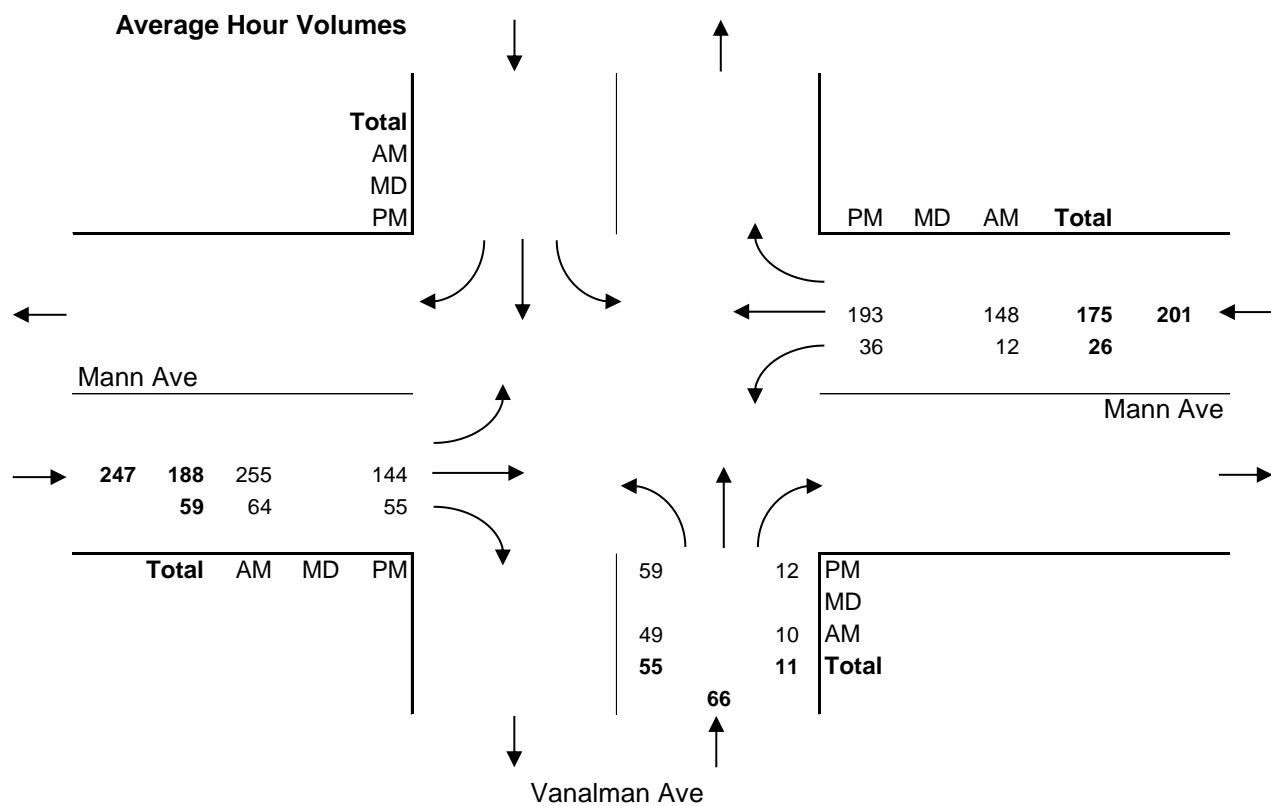 Average Hour Volumes
Total
AM
MD
PM
PM MD AM Total
193 148 175 201
36 12 26
Mann Ave
Mann Ave
247 188 255 144
59 64 55
Total AM MD PM
59 12 PM
MD
49 10 AM
55 11 Total
66
Vanalman Ave